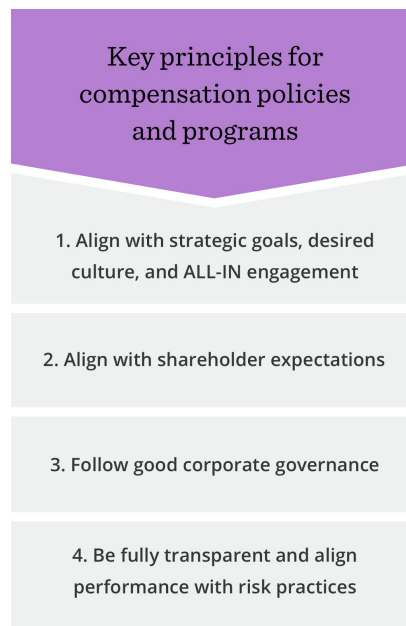 Key principles for
compensation policies
and programs
1. Align with strategic goals, desired
culture, and ALL-IN engagement
2. Align with shareholder expectations
3. Follow good corporate governance
4. Be fully transparent and align
performance with risk practices